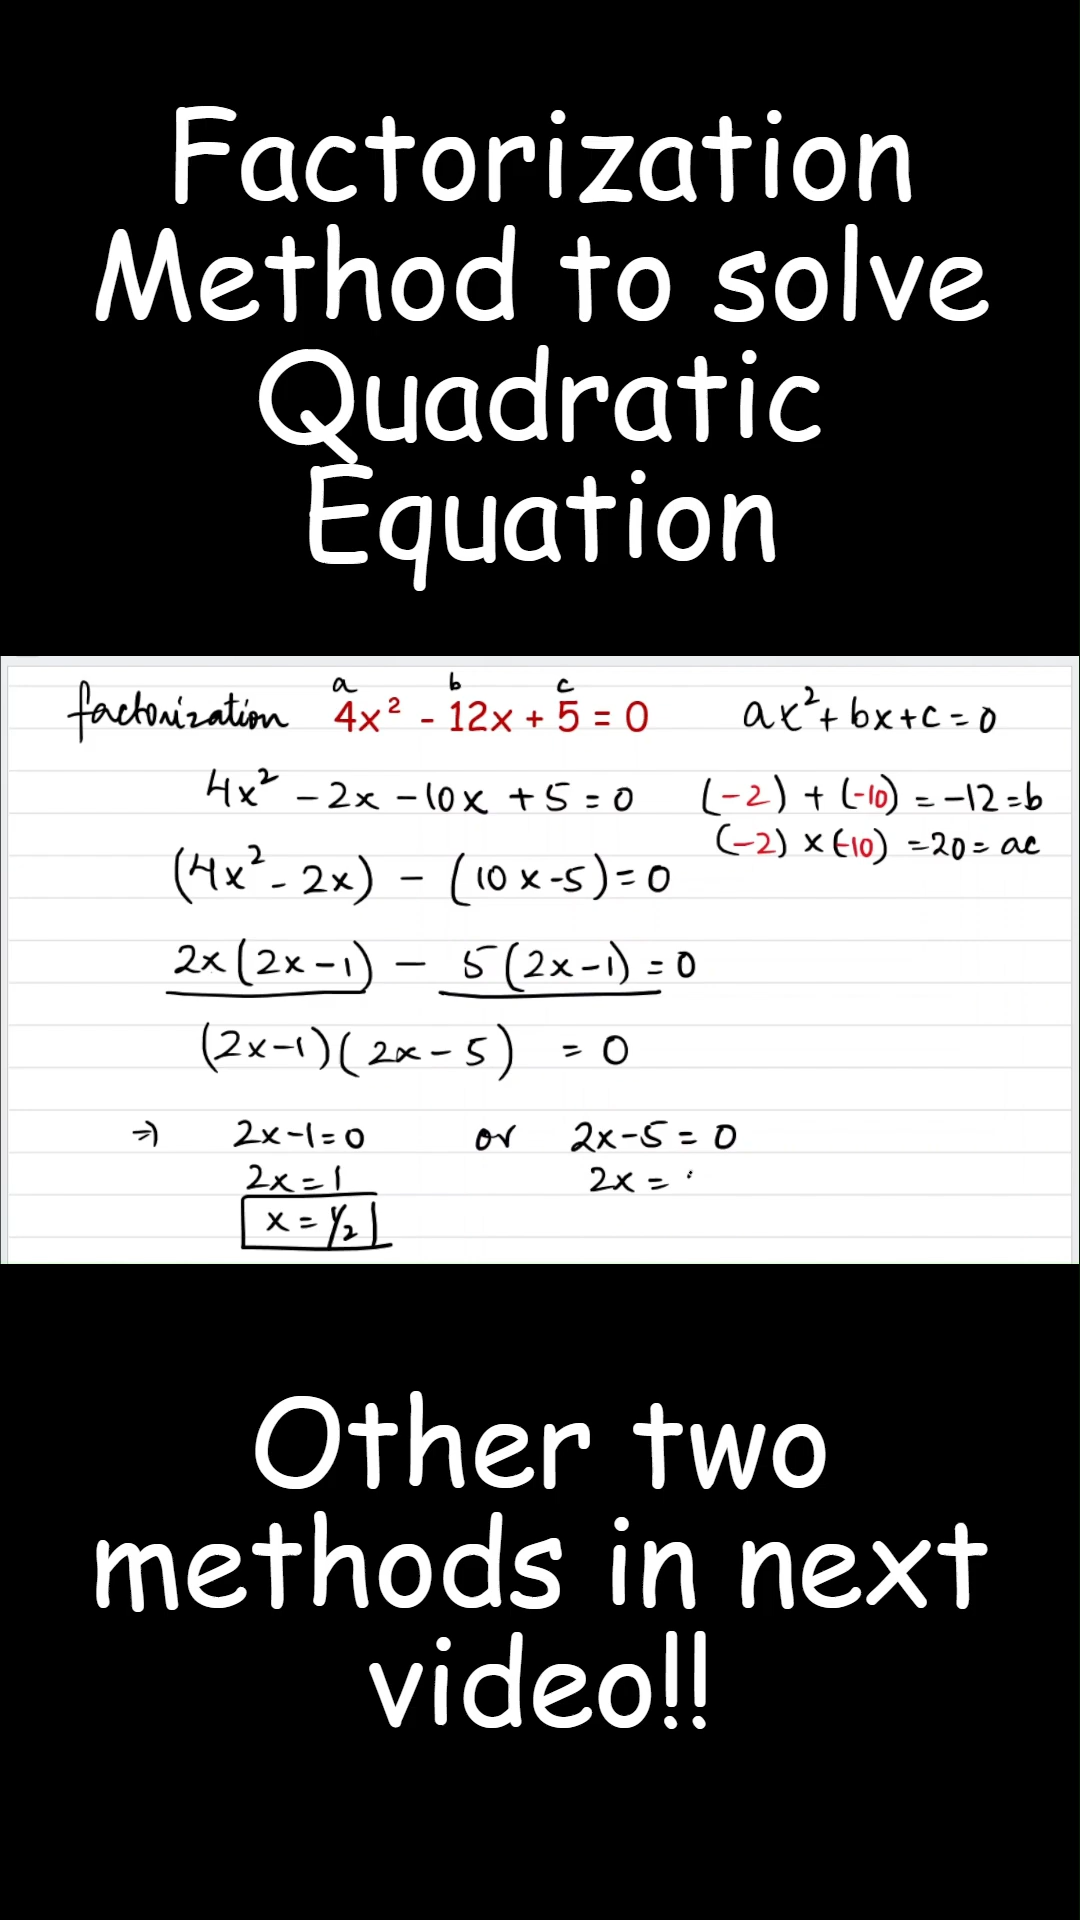 Factorization
Method to solve
Quadratic
Equation
a b c
factorization 4x² - 12x + 5 = 0 ax² + bx + c = 0
4x² - 2x - 10x + 5 = 0 (-2) + (-10) = -12 = b
(-2) x (-10) = 20 = ac
(4x² - 2x) - (10x - 5) = 0
2x(2x - 1) - 5(2x - 1) = 0
(2x - 1)(2x - 5) = 0
⇒ 2x - 1 = 0 or 2x - 5 = 0
2x = 1 2x =
x = 1/2
Other two
methods in next
video!!